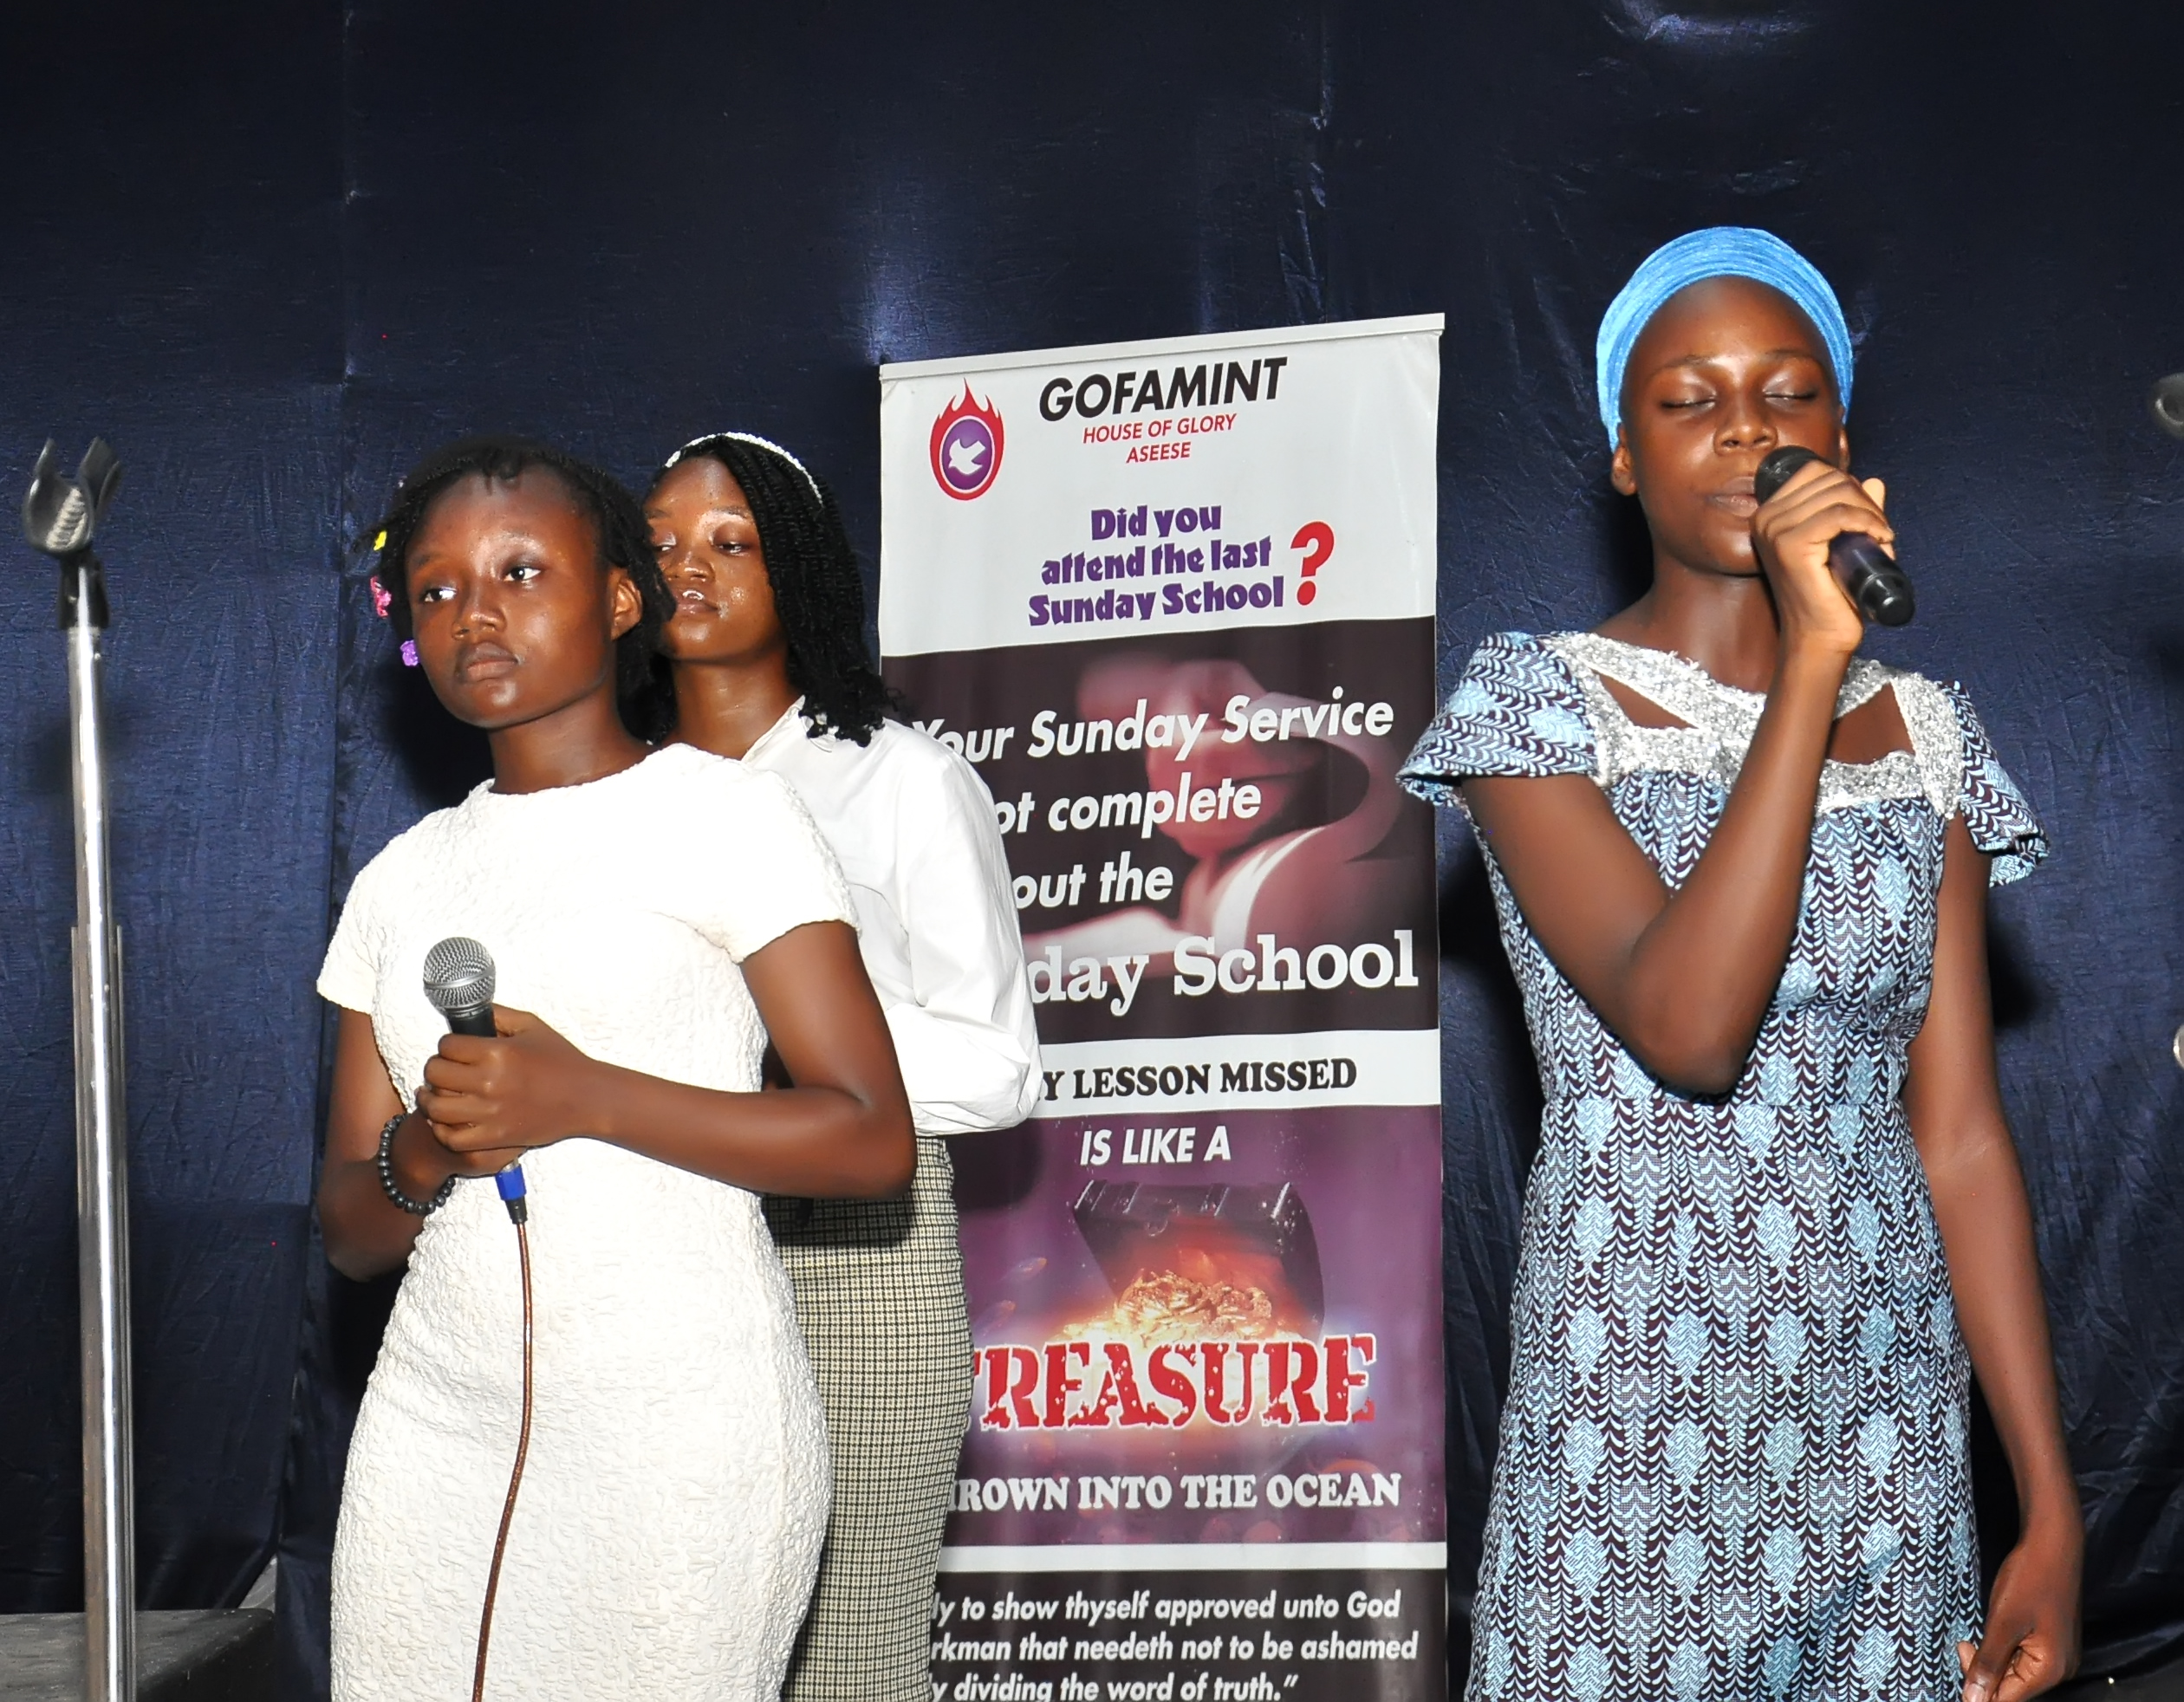 GOFAMINT
HOUSE OF GLORY
ASEESE
Did you
attend the last
Sunday School ?
Your Sunday Service
complete
the
School
LESSON MISSED
IS LIKE A
TREASURE
INTO THE OCEAN
to show thyself approved unto God
that needeth not to be ashamed
dividing the word of truth.”